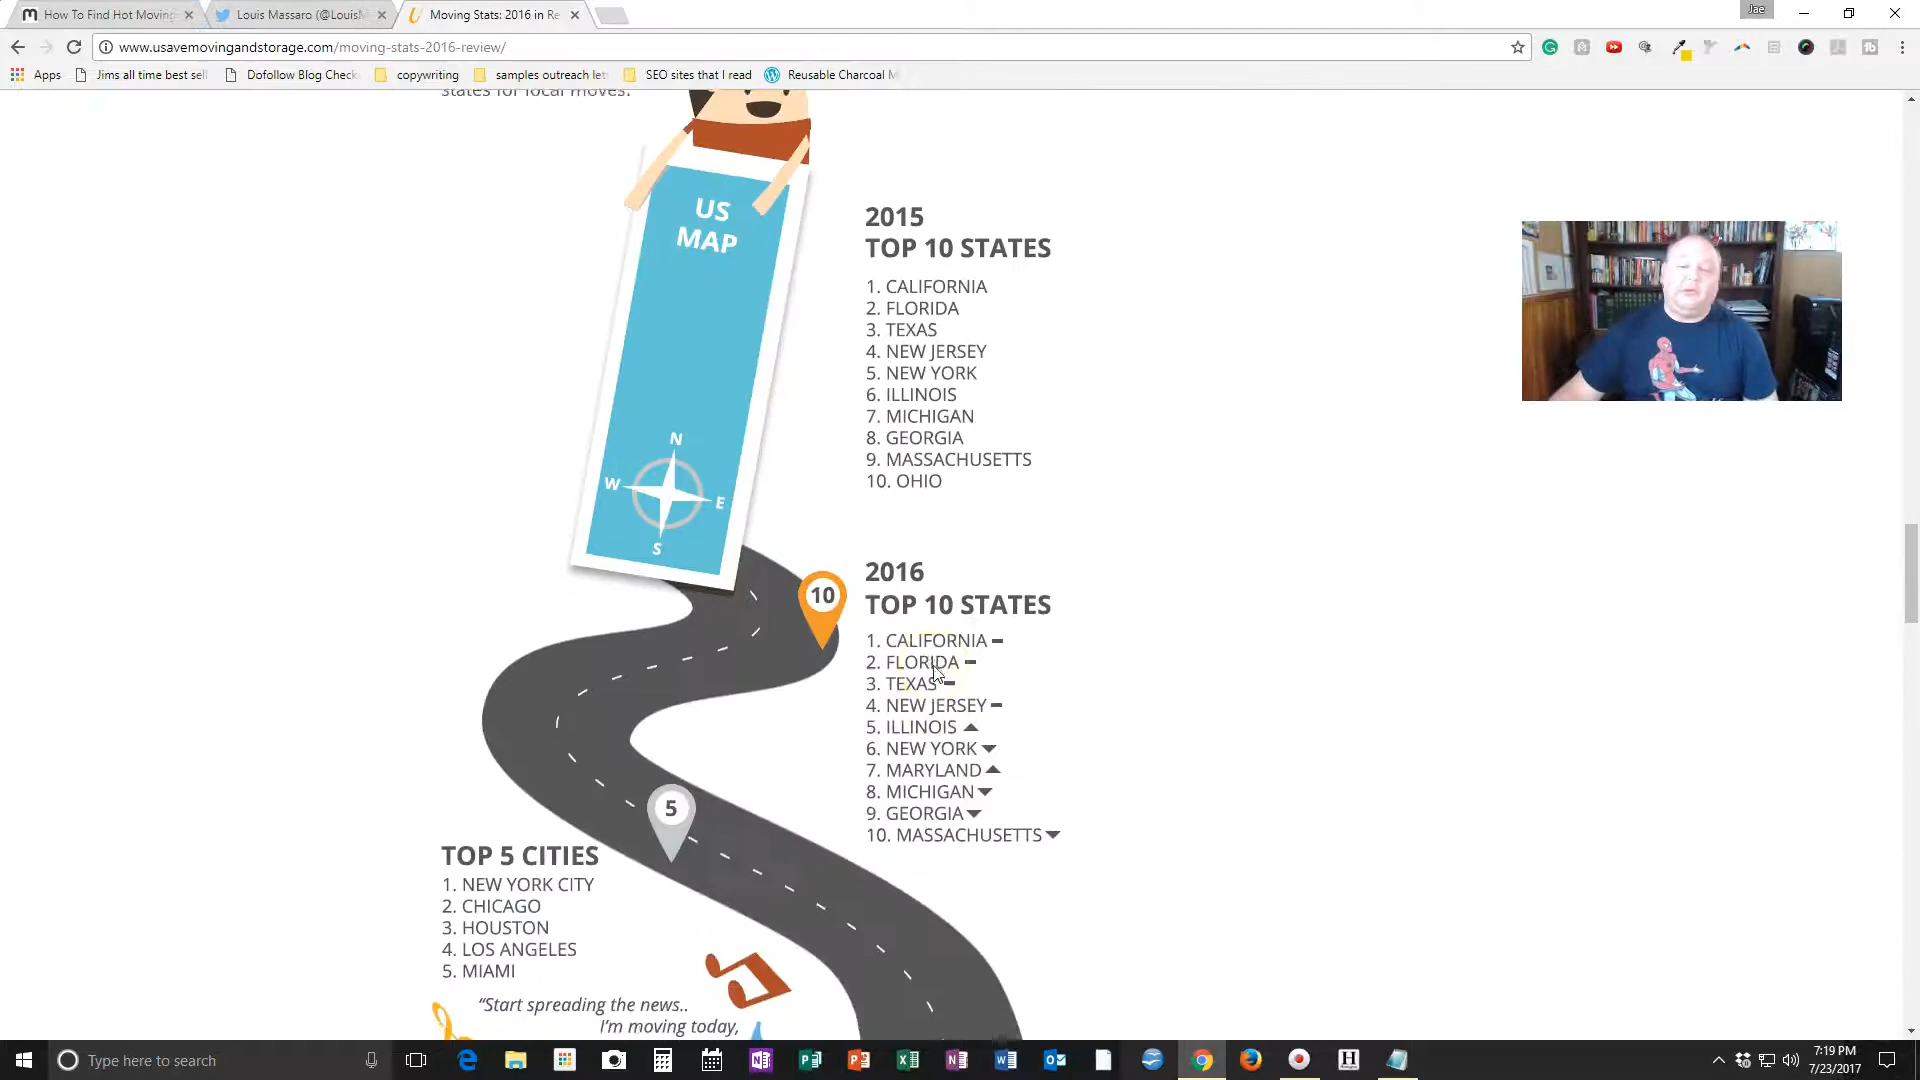 How To Find Hot Moving
Louis Massaro (@LouisM
Moving Stats: 2016 in Re
Jae
www.usavemovingandstorage.com/moving-stats-2016-review/
Apps
Jims all time best sell
Dofollow Blog Check
copywriting
samples outreach let
SEO sites that I read
Reusable Charcoal M
states for local moves.
US
MAP
N
W
E
S
2015
TOP 10 STATES
1. CALIFORNIA
2. FLORIDA
3. TEXAS
4. NEW JERSEY
5. NEW YORK
6. ILLINOIS
7. MICHIGAN
8. GEORGIA
9. MASSACHUSETTS
10. OHIO
10
2016
TOP 10 STATES
1. CALIFORNIA
2. FLORIDA
3. TEXAS
4. NEW JERSEY
5. ILLINOIS
6. NEW YORK
7. MARYLAND
8. MICHIGAN
9. GEORGIA
10. MASSACHUSETTS
5
TOP 5 CITIES
1. NEW YORK CITY
2. CHICAGO
3. HOUSTON
4. LOS ANGELES
5. MIAMI
“Start spreading the news..
I'm moving today,
Type here to search
7:19 PM
7/23/2017